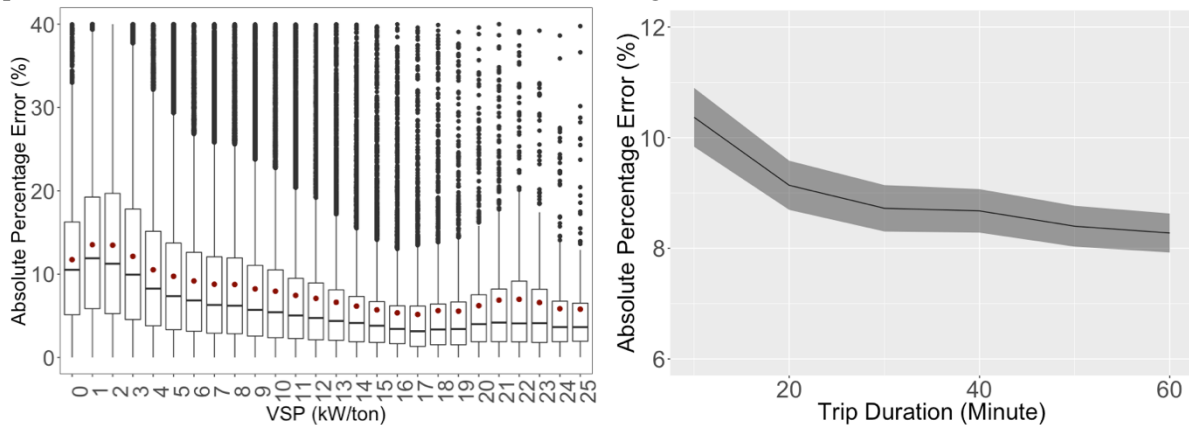 Absolute Percentage Error (%)
40
30
20
10
0
0 1 2 3 4 5 6 7 8 9 10 11 12 13 14 15 16 17 18 19 20 21 22 23 24 25
VSP (kW/ton)
Absolute Percentage Error (%)
12
10
8
6
20 40 60
Trip Duration (Minute)